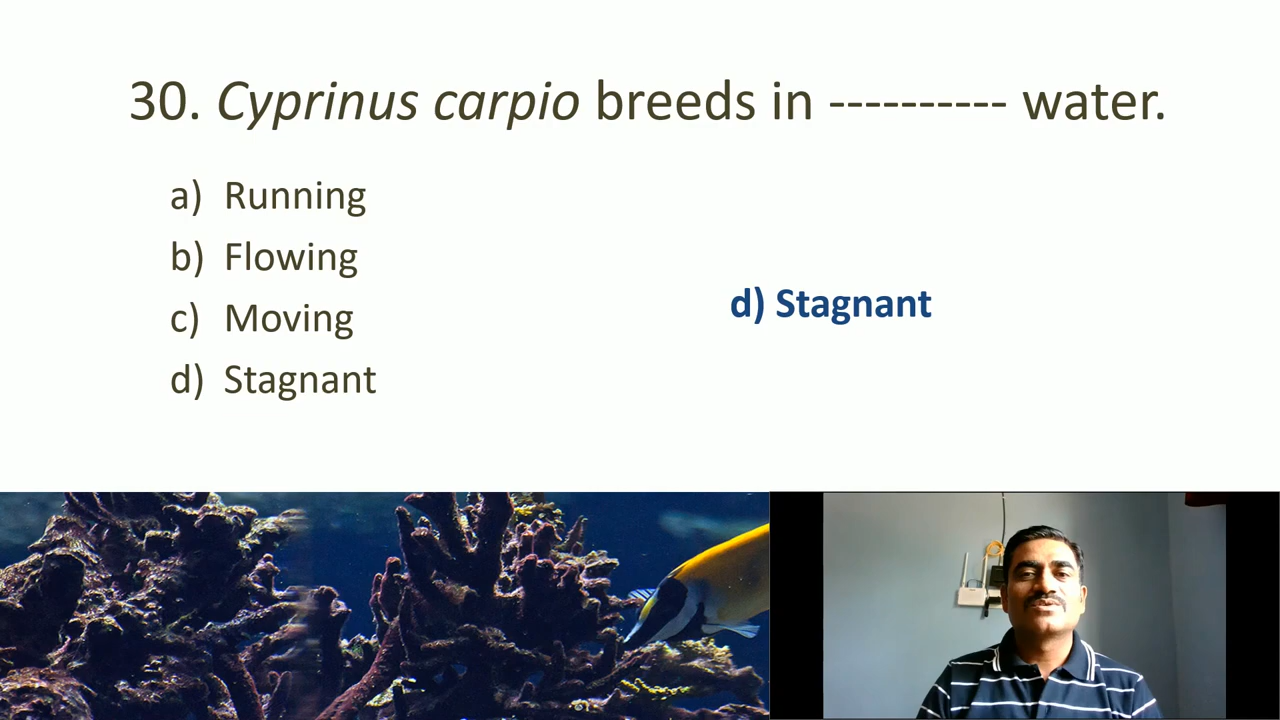 30. Cyprinus carpio breeds in ---------- water.
a) Running
b) Flowing
c) Moving
d) Stagnant
d) Stagnant